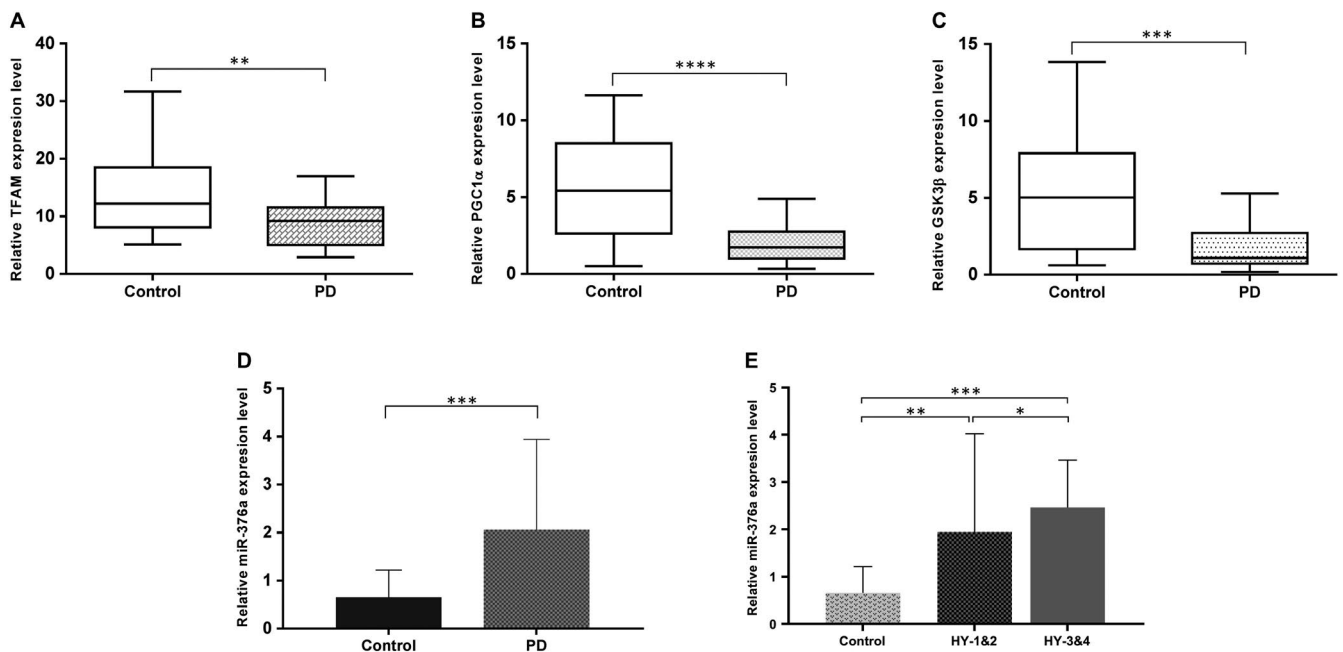 A
Relative TFAM expresion level
40
30
20
10
0
**
Control
PD
B
Relative PGC1α expresion level
15
10
5
0
****
Control
PD
C
Relative GSK3β expresion level
15
10
5
0
***
Control
PD
D
Relative miR-376a expresion level
5
4
3
2
1
0
***
Control
PD
E
Relative miR-376a expresion level
5
4
3
2
1
0
***
**
*
Control
HY-1&2
HY-3&4